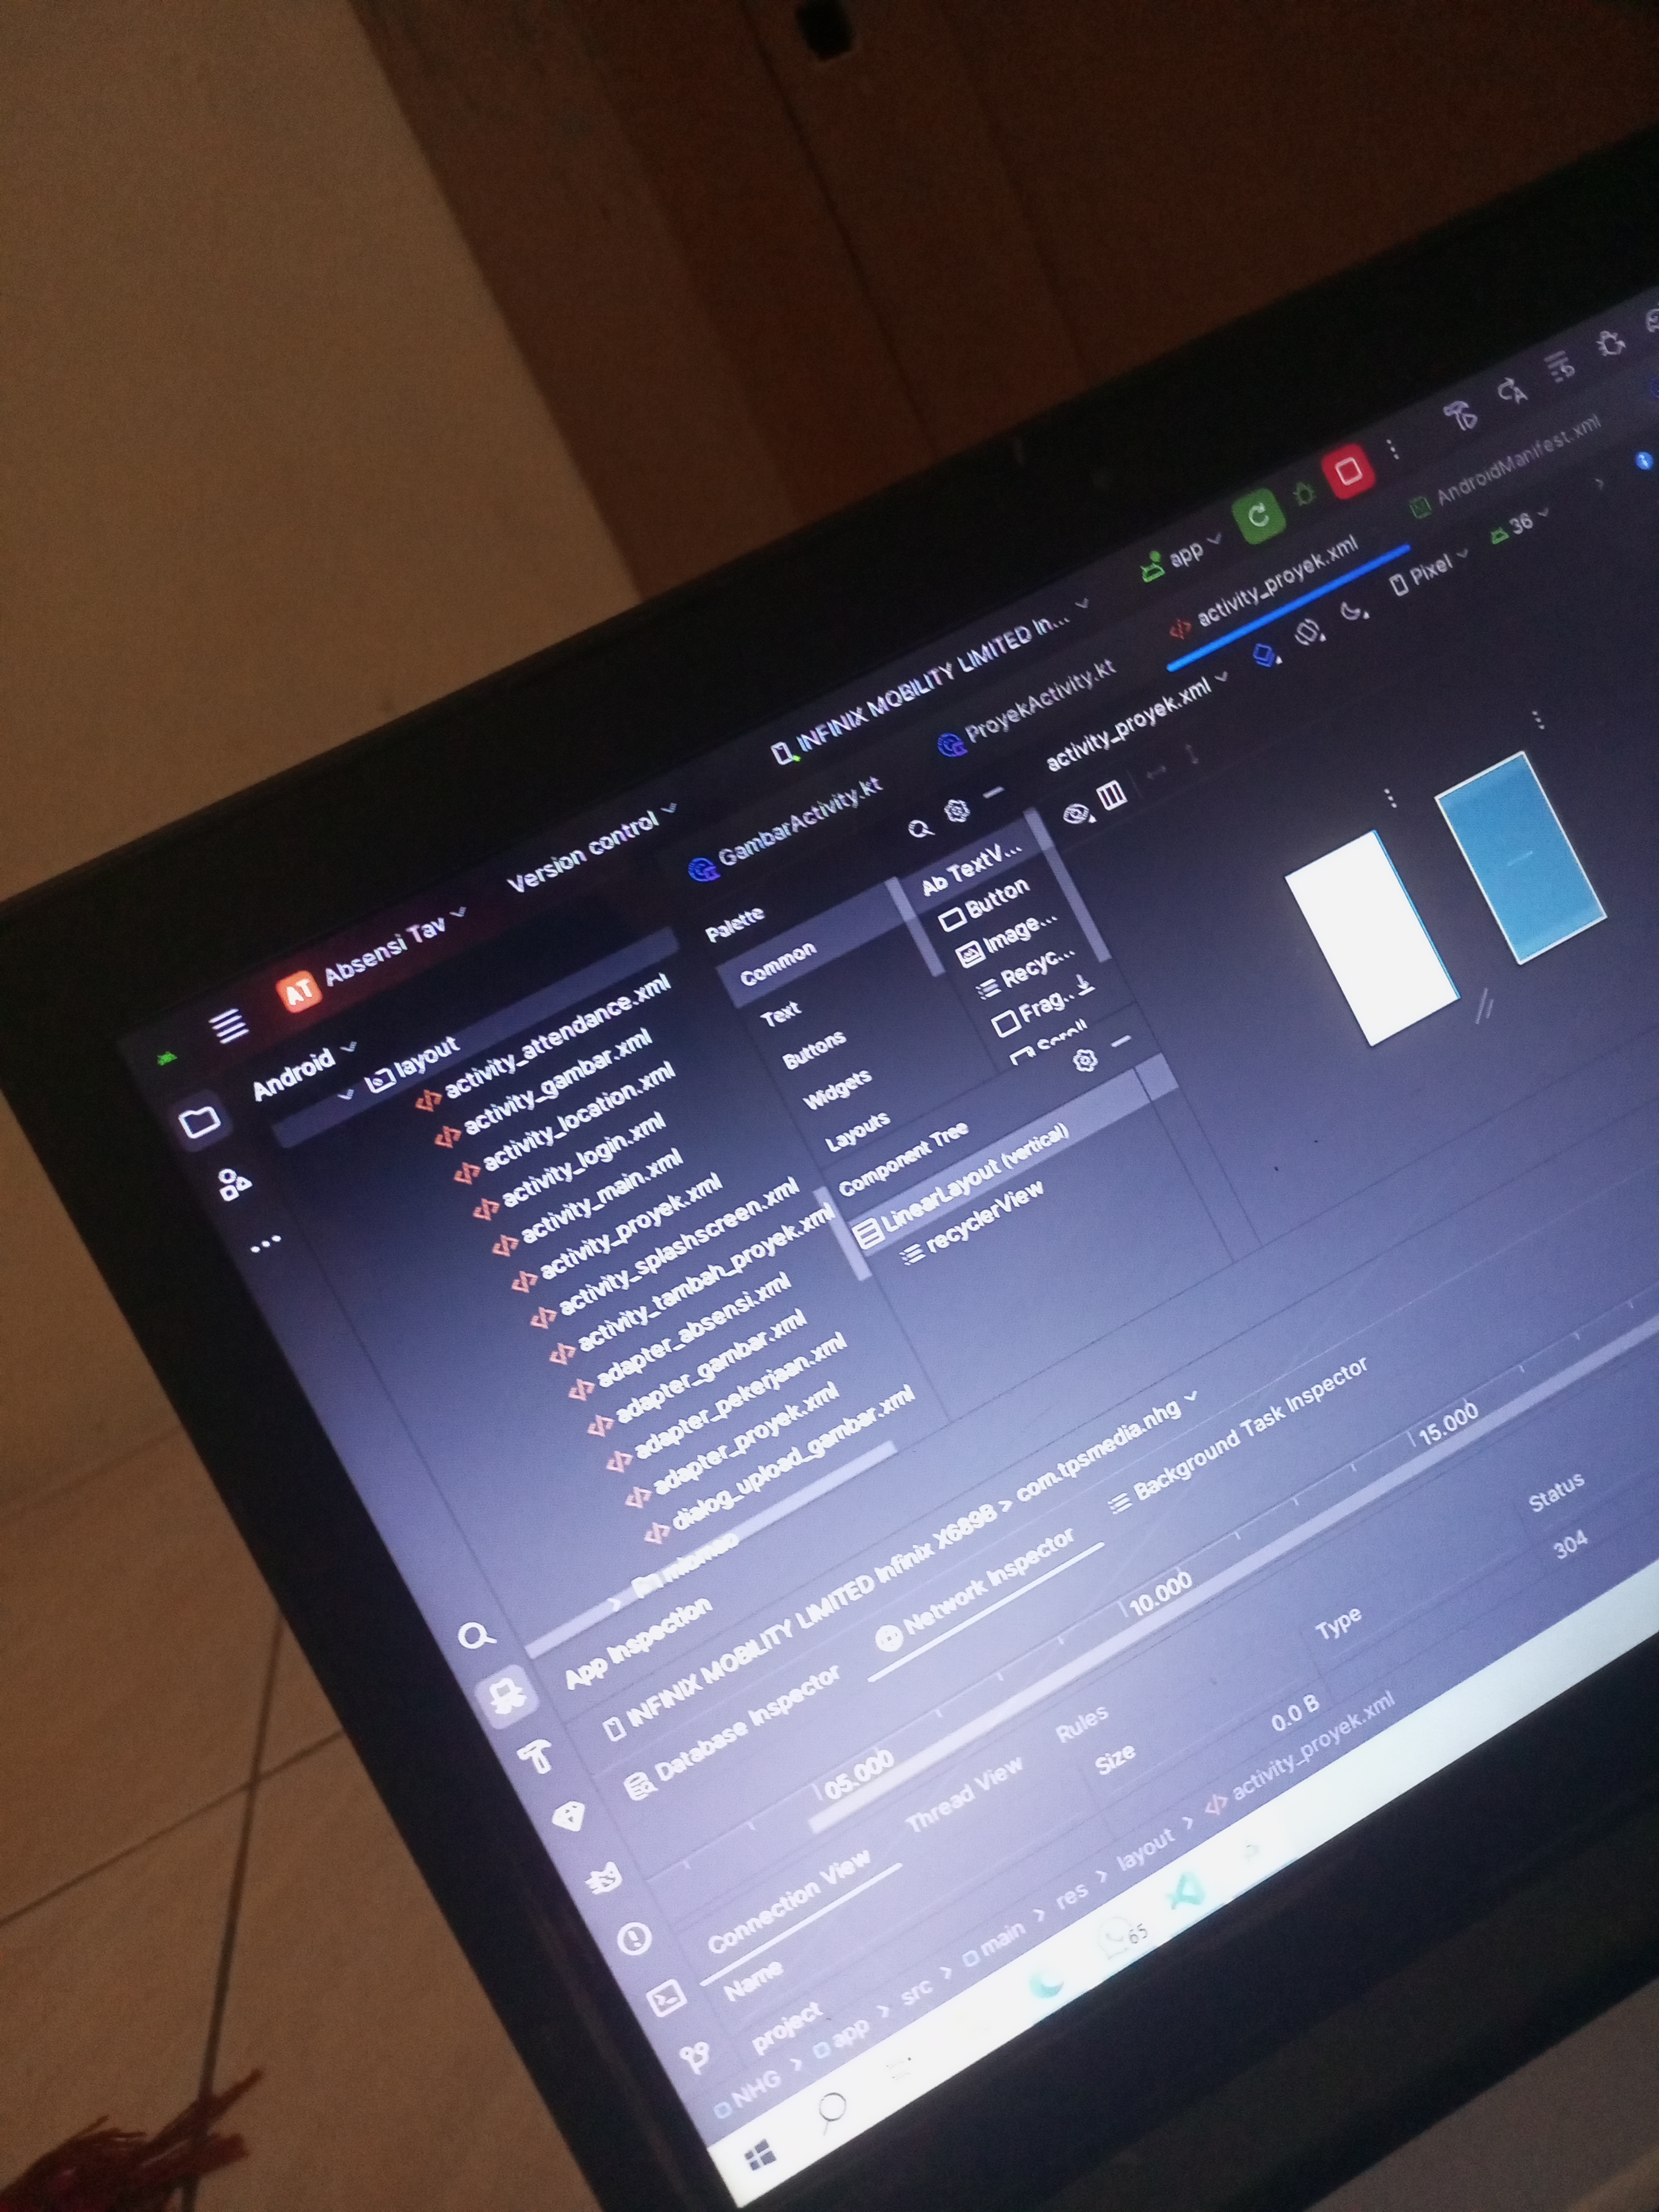 AT Absensi Tav
Version control
INFINIX MOBILITY LIMITED In...
app
Android
layout
activity_attendance.xml
activity_gambar.xml
activity_location.xml
activity_login.xml
activity_main.xml
activity_proyek.xml
activity_splashscreen.xml
activity_tambah_proyek.xml
adapter_absensi.xml
adapter_gambar.xml
adapter_pekerjaan.xml
adapter_proyek.xml
dialog_upload_gambar.xml
GambarActivity.kt
ProyekActivity.kt
activity_proyek.xml
AndroidManifest.xml
activity_proyek.xml
Pixel
36
Palette
Common
Text
Buttons
Widgets
Layouts
Ab TextV...
Button
Image...
Recyc...
Frag...
Component Tree
LinearLayout (vertical)
recyclerView
App Inspection
INFINIX MOBILITY LIMITED Infinix X689B > com.tpsmedia.nhg
Database Inspector
Network Inspector
Background Task Inspector
05.000
10.000
15.000
Connection View
Thread View
Rules
Name
Size
Type
Status
project
0.0 B
304
NHG > app > src > main > res > layout > activity_proyek.xml
65